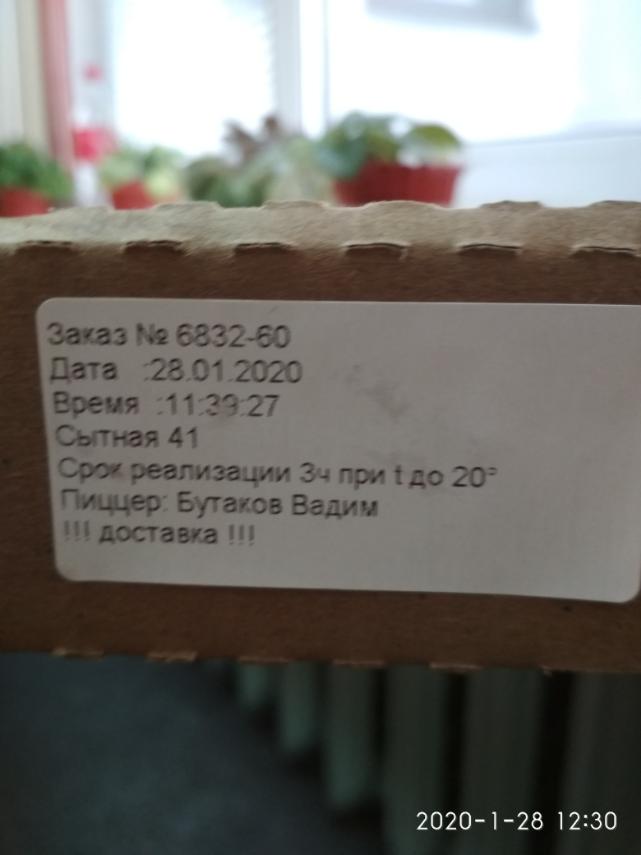 Заказ № 6832-60
Дата :28.01.2020
Время :11:39:27
Сытная 41
Срок реализации 3ч при t до 20°
Пиццер: Бутаков Вадим
!!! доставка !!!
2020-1-28 12:30